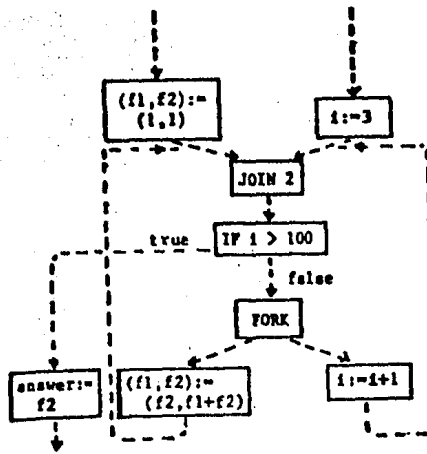 (f1,f2):=
(1,1)
i:=3
JOIN 2
IF i > 100
true
false
FORK
answer:=
f2
(f1,f2):=
(f2,f1+f2)
i:=i+1